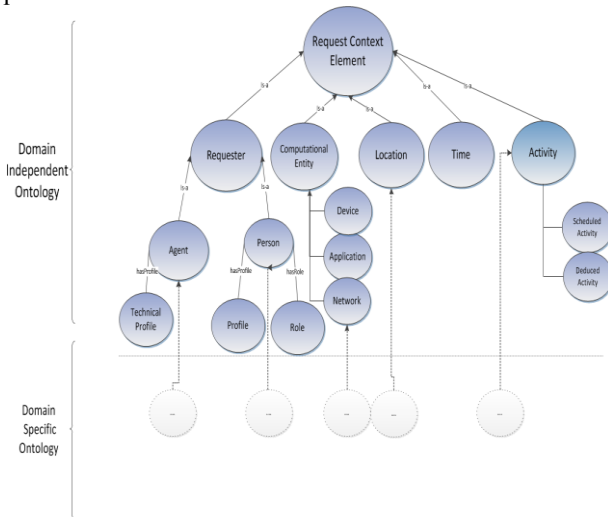 Request Context
Element
is-a
is-a
is-a
is-a
is-a
Domain
Independent
Ontology
Requester
Computational
Entity
Location
Time
Activity
is-a
is-a
Device
Scheduled
Activity
Agent
Person
Application
Deduced
Activity
hasProfile
hasProfile
hasRole
Network
Technical
Profile
Profile
Role
Domain
Specific
Ontology
...
...
...
...
...